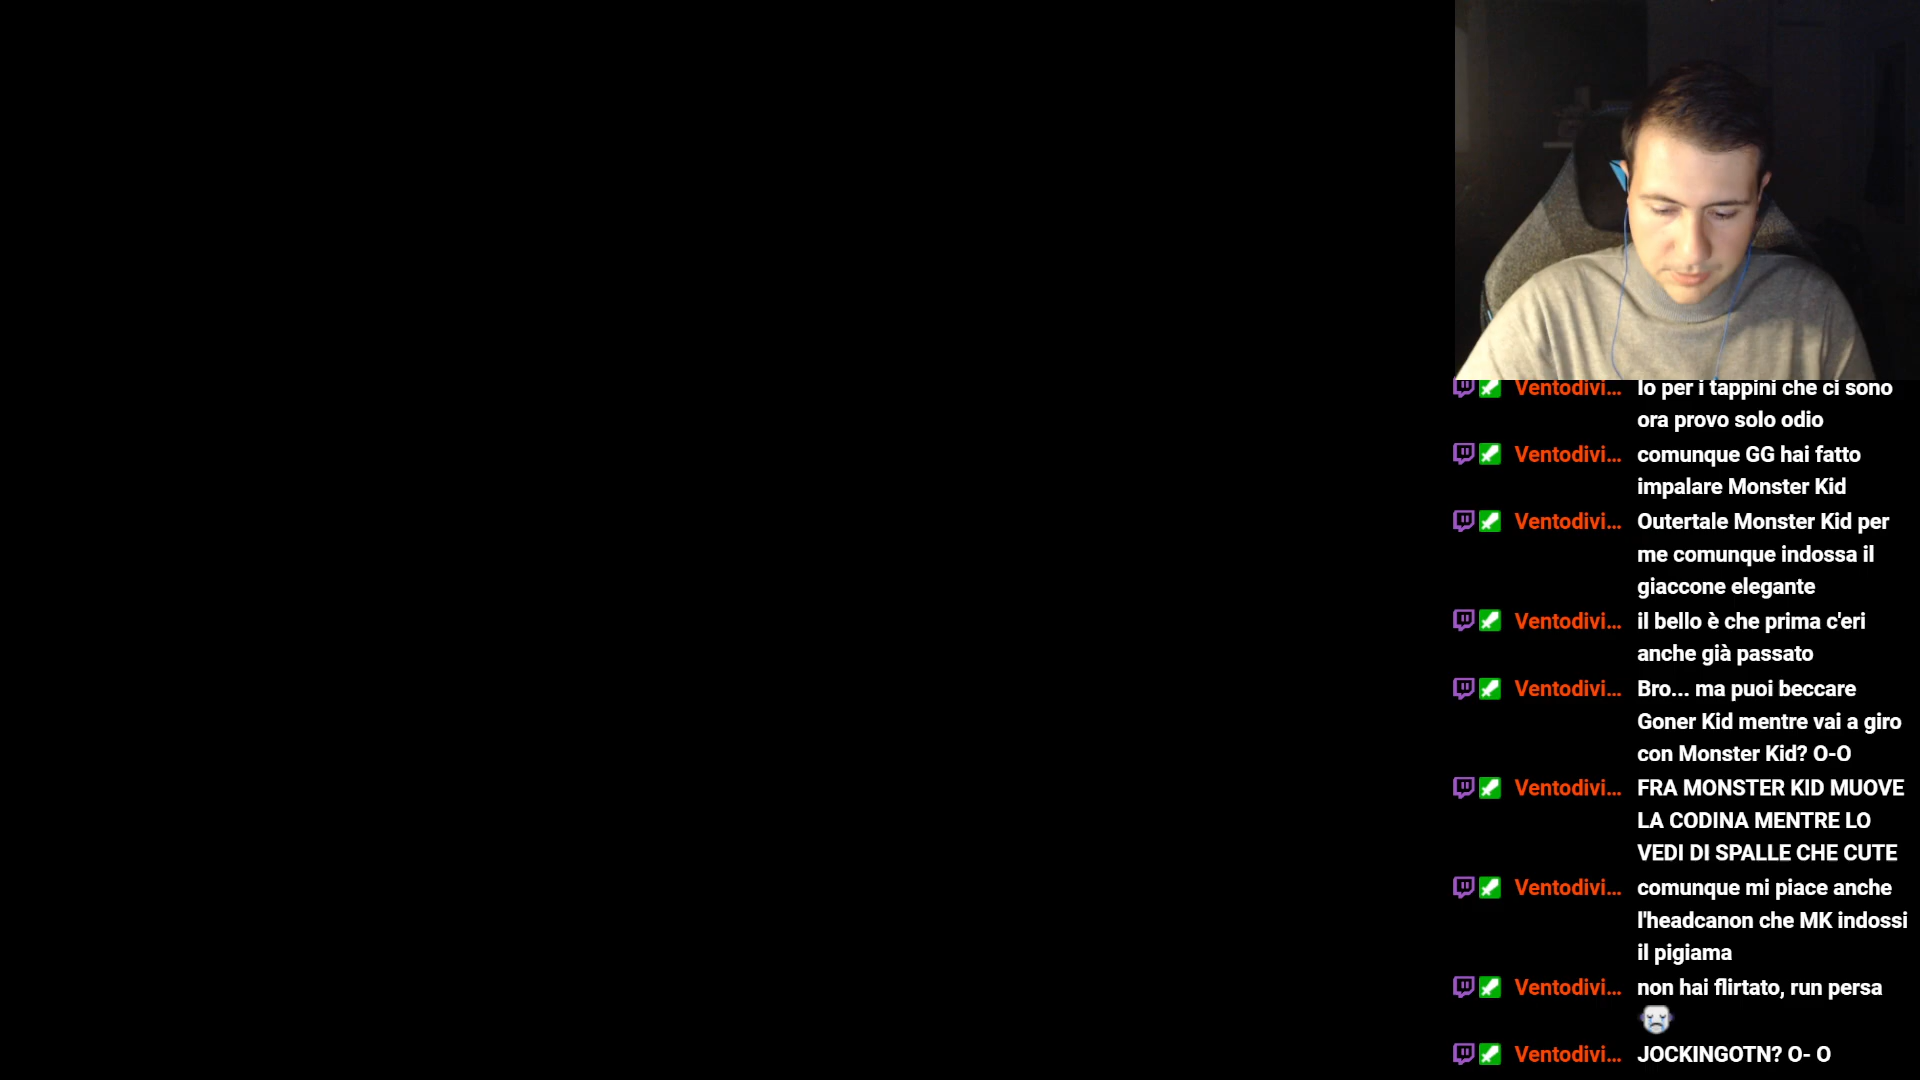 Ventodivi... Io per i tappini che ci sono
ora provo solo odio
Ventodivi... comunque GG hai fatto
impalare Monster Kid
Ventodivi... Outertale Monster Kid per
me comunque indossa il
giaccone elegante
Ventodivi... il bello è che prima c'eri
anche già passato
Ventodivi... Bro... ma puoi beccare
Goner Kid mentre vai a giro
con Monster Kid? O-O
Ventodivi... FRA MONSTER KID MUOVE
LA CODINA MENTRE LO
VEDI DI SPALLE CHE CUTE
Ventodivi... comunque mi piace anche
l'headcanon che MK indossi
il pigiama
Ventodivi... non hai flirtato, run persa
Ventodivi... JOCKINGOTN? O- O